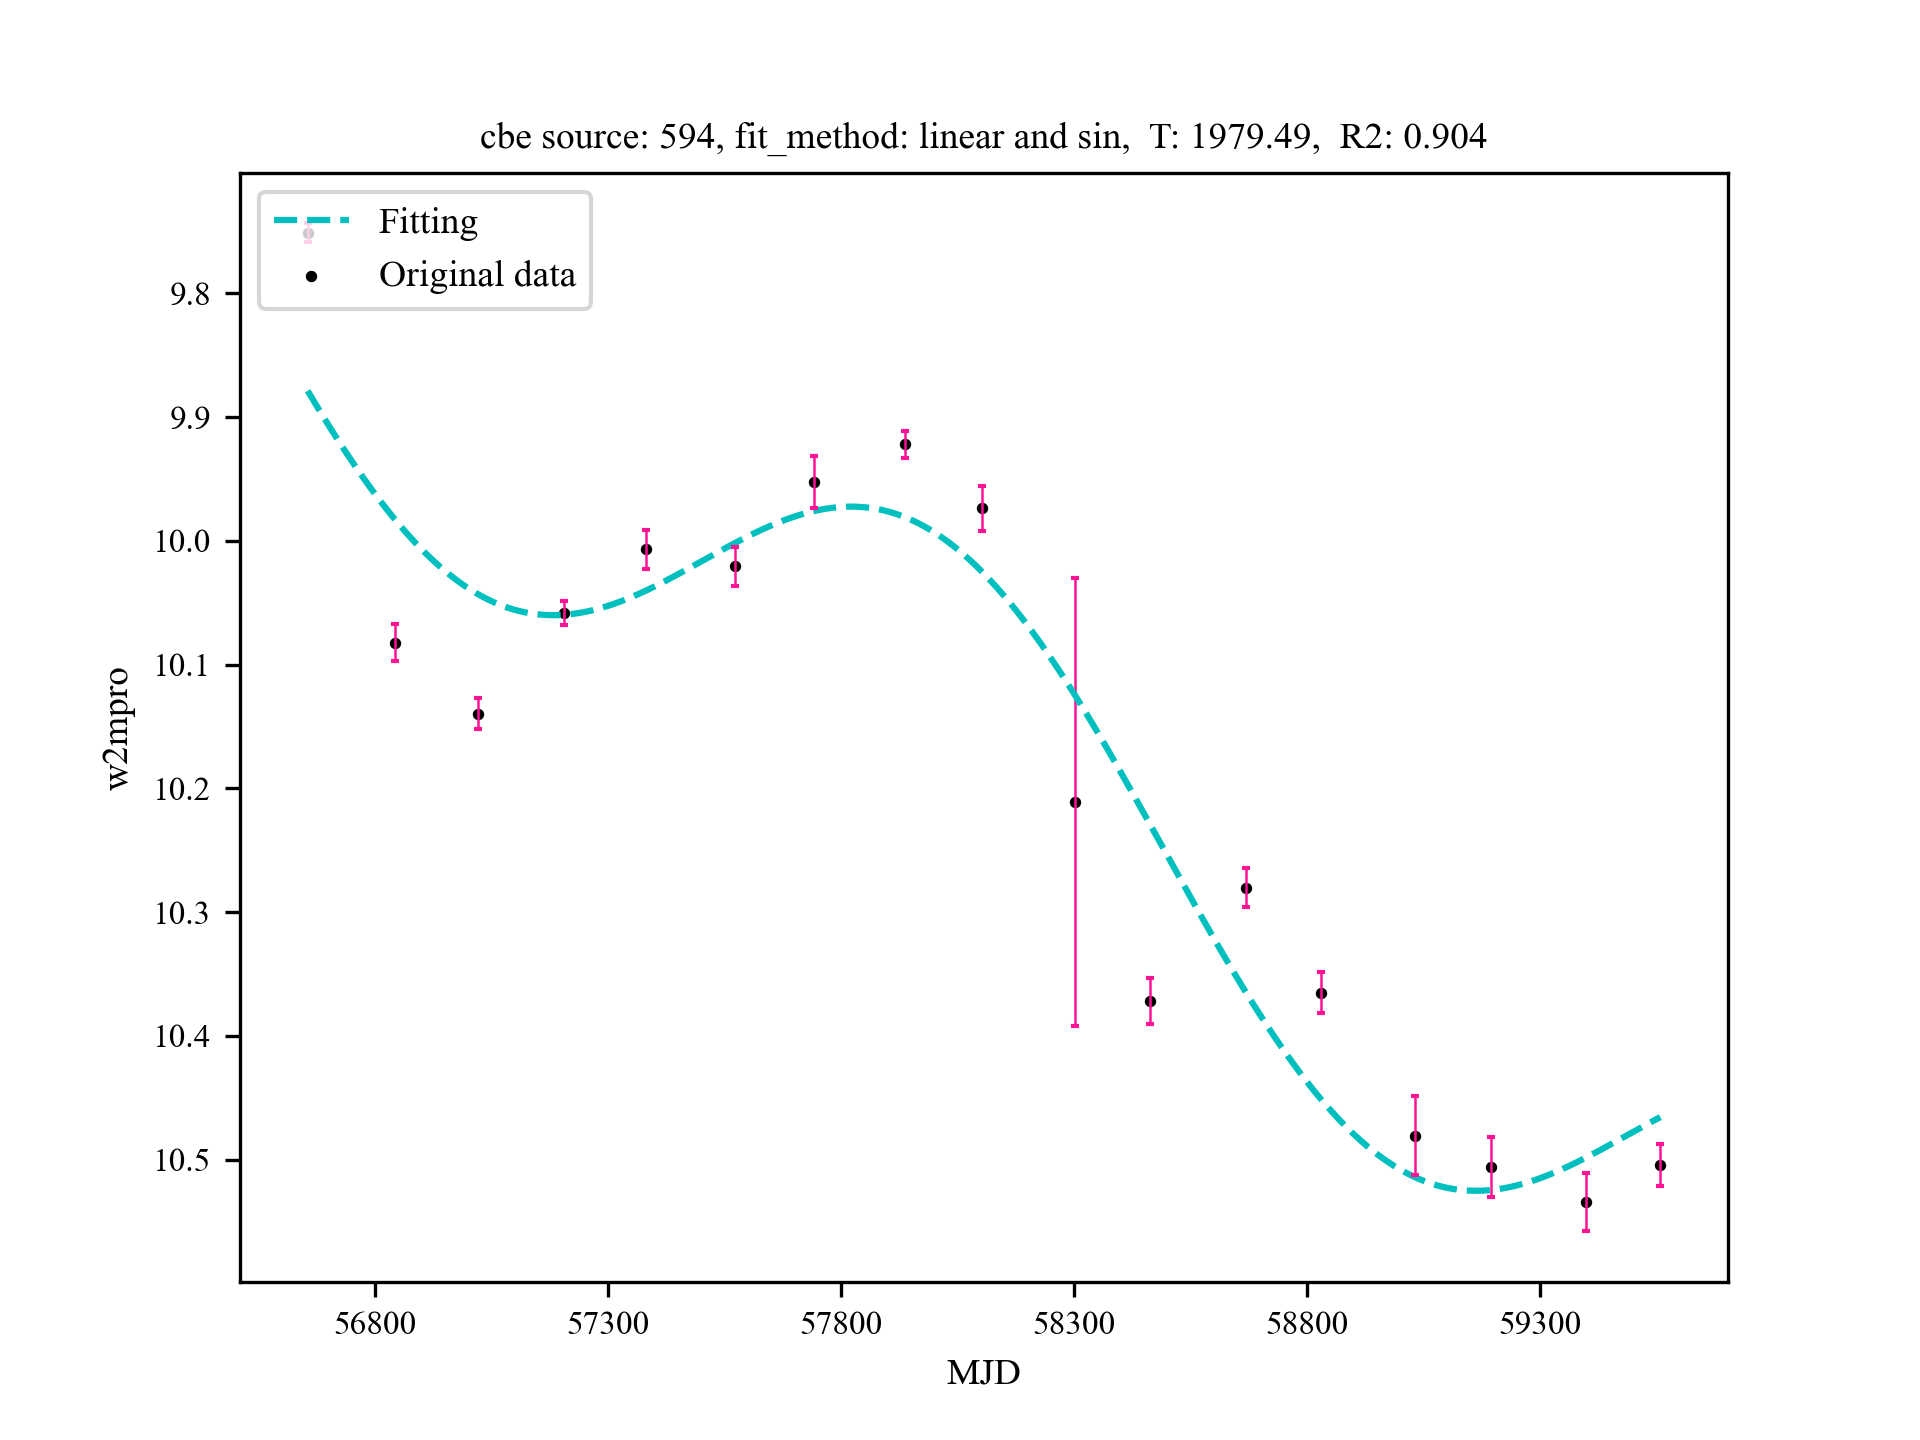 cbe source: 594, fit_method: linear and sin,  T: 1979.49,  R2: 0.904
Fitting
Original data
9.8
9.9
10.0
10.1
10.2
10.3
10.4
10.5
w2mpro
56800 57300 57800 58300 58800 59300
MJD